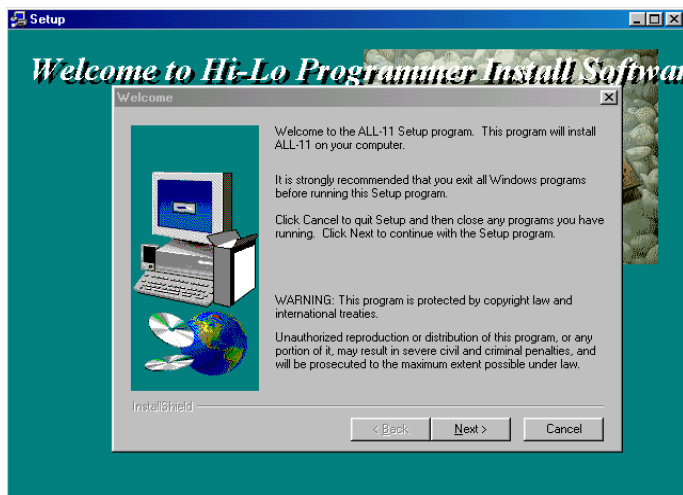 Setup
Welcome to Hi-Lo Programmer Install Softwar
Welcome
Welcome to the ALL-11 Setup program. This program will install
ALL-11 on your computer.
It is strongly recommended that you exit all Windows programs
before running this Setup program.
Click Cancel to quit Setup and then close any programs you have
running. Click Next to continue with the Setup program.
WARNING: This program is protected by copyright law and
international treaties.
Unauthorized reproduction or distribution of this program, or any
portion of it, may result in severe civil and criminal penalties, and
will be prosecuted to the maximum extent possible under law.
InstallShield
< Back
Next >
Cancel